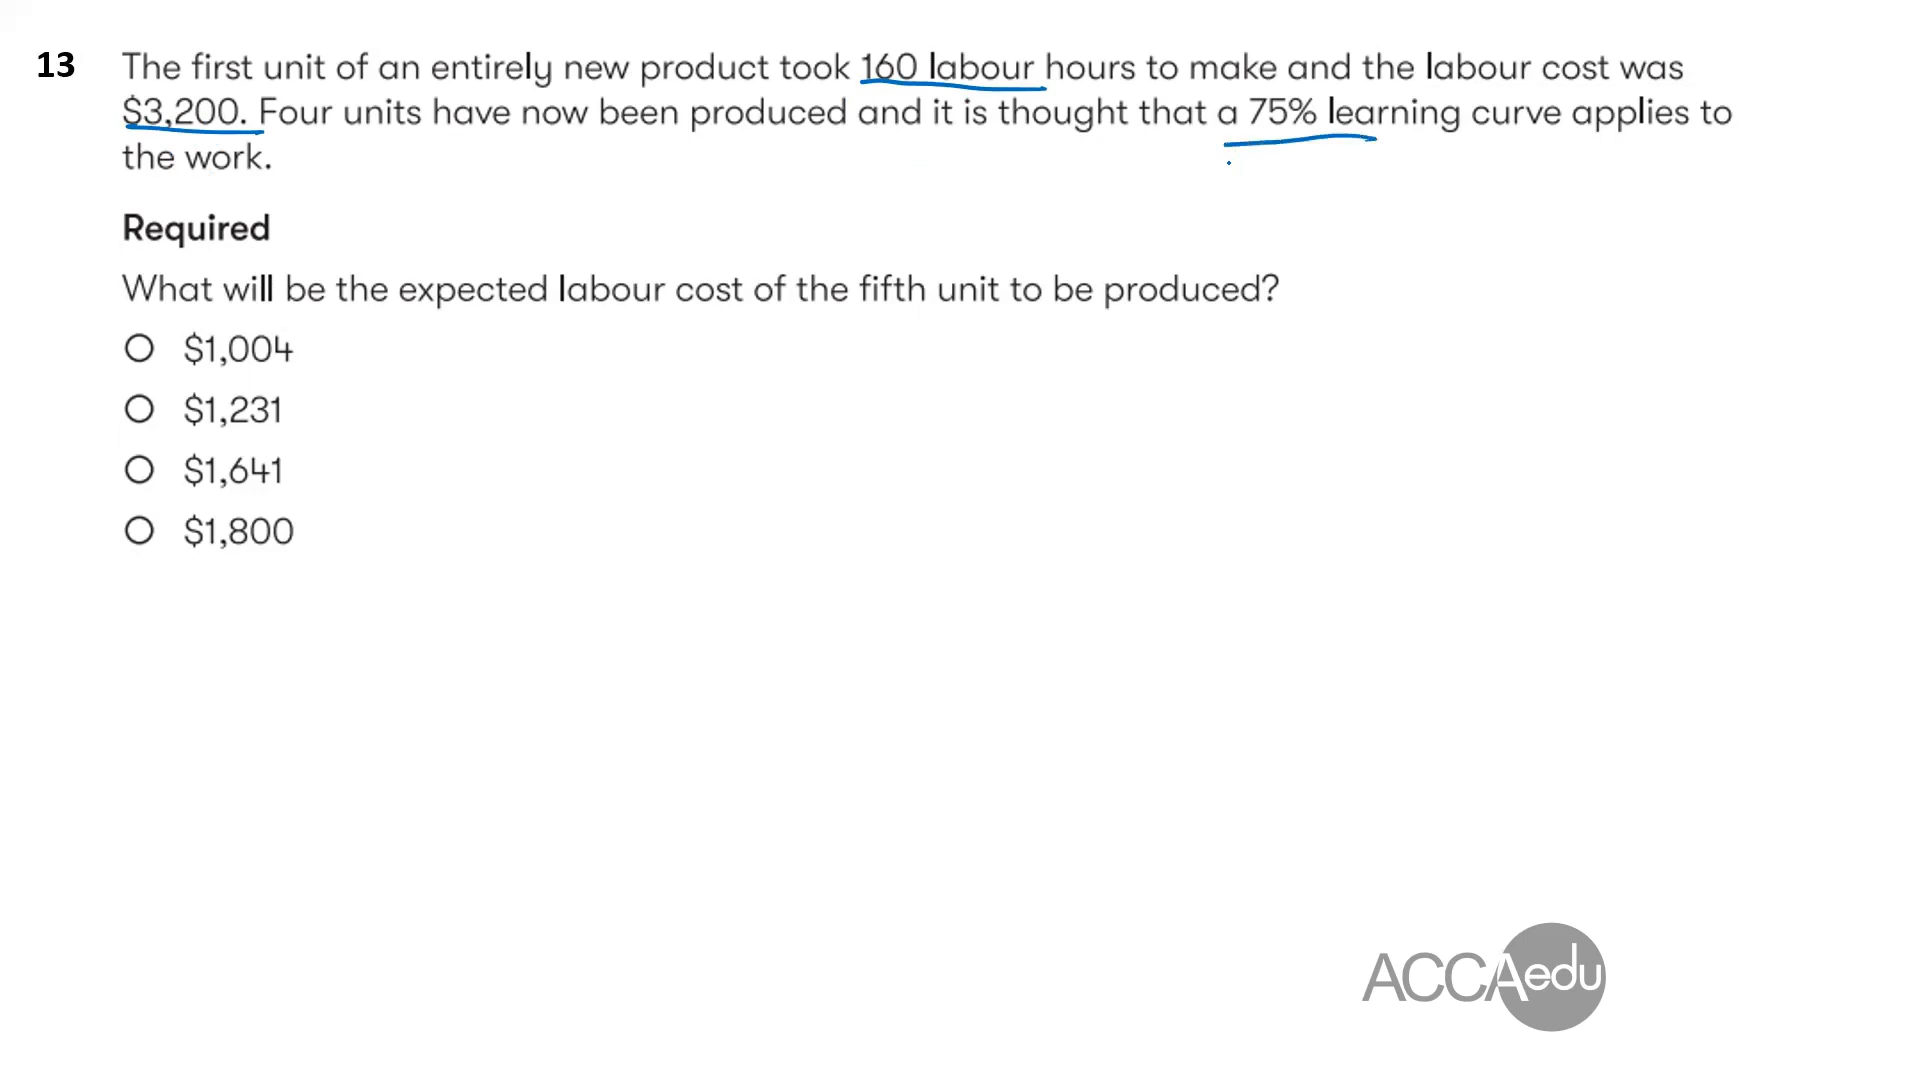 13 The first unit of an entirely new product took 160 labour hours to make and the labour cost was
$3,200. Four units have now been produced and it is thought that a 75% learning curve applies to
the work.
Required
What will be the expected labour cost of the fifth unit to be produced?
$1,004
$1,231
$1,641
$1,800
ACCAedu